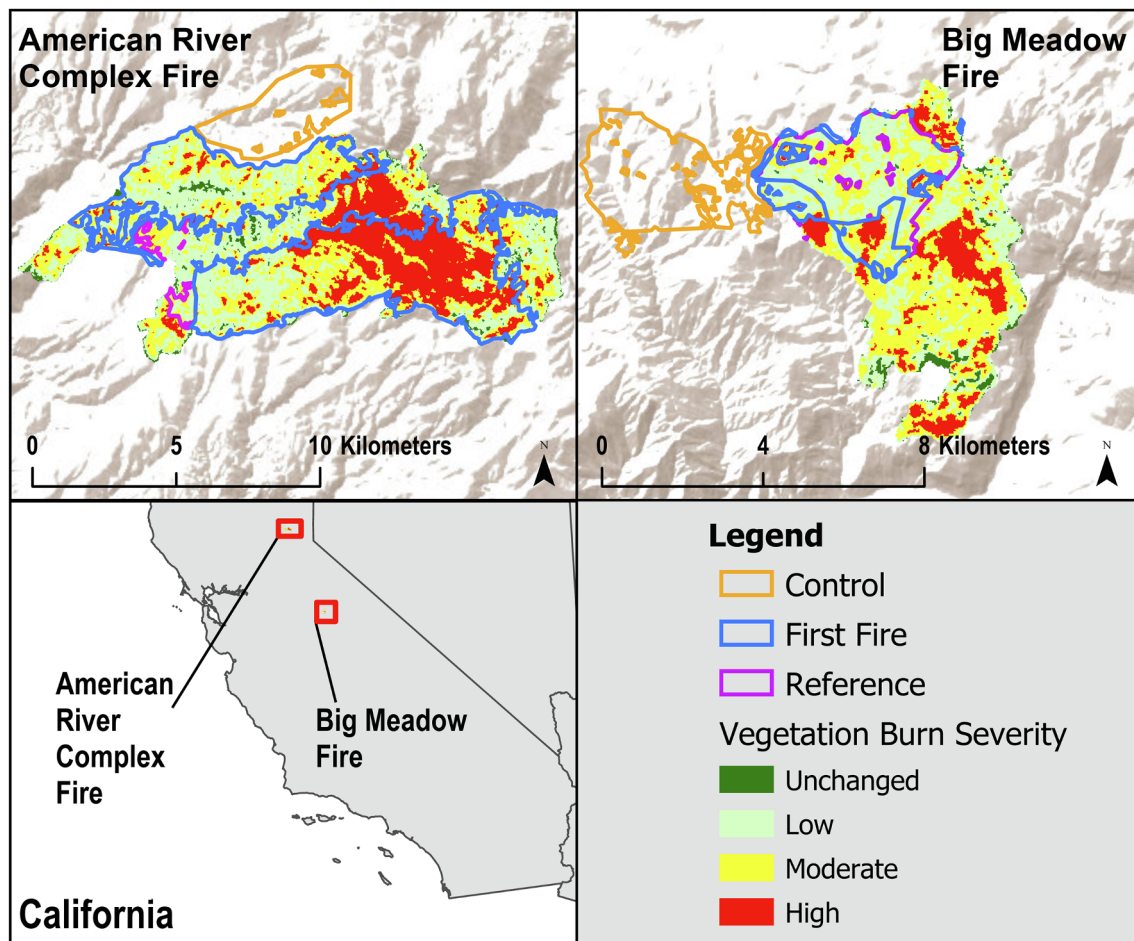 American River
Complex Fire
0 5 10 Kilometers
N
Big Meadow
Fire
0 4 8 Kilometers
N
American
River
Complex
Fire
Big Meadow
Fire
California
Legend
Control
First Fire
Reference
Vegetation Burn Severity
Unchanged
Low
Moderate
High